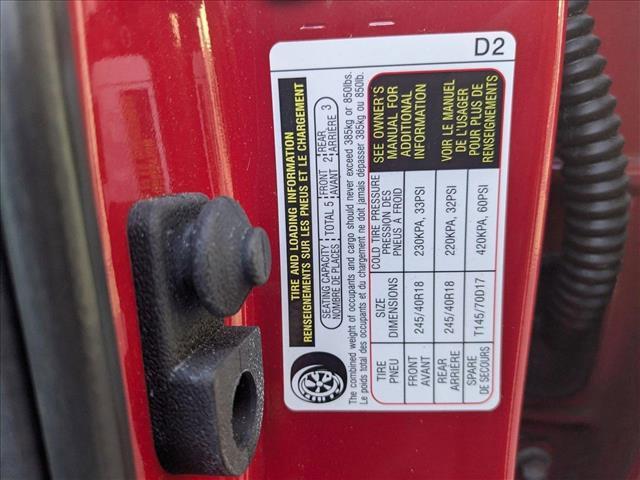 D2
TIRE AND LOADING INFORMATION
RENSEIGNEMENTS SUR LES PNEUS ET LE CHARGEMENT
SEATING CAPACITY TOTAL 5 FRONT 2 REAR 3
NOMBRE DE PLACES AVANT ARRIÈRE
The combined weight of occupants and cargo should never exceed 385kg or 850lbs.
Le poids total des occupants et du chargement ne doit jamais dépasser 385kg ou 850lb.
TIRE SIZE COLD TIRE PRESSURE
PNEU DIMENSIONS PRESSION DES
PNEUS À FROID
FRONT 245/40R18 230KPA, 33PSI
AVANT
REAR 245/40R18 220KPA, 32PSI
ARRIÈRE
SPARE T145/70D17 420KPA, 60PSI
DE SECOURS
SEE OWNER'S
MANUAL FOR
ADDITIONAL
INFORMATION
VOIR LE MANUEL
DE L'USAGER
POUR PLUS DE
RENSEIGNEMENTS